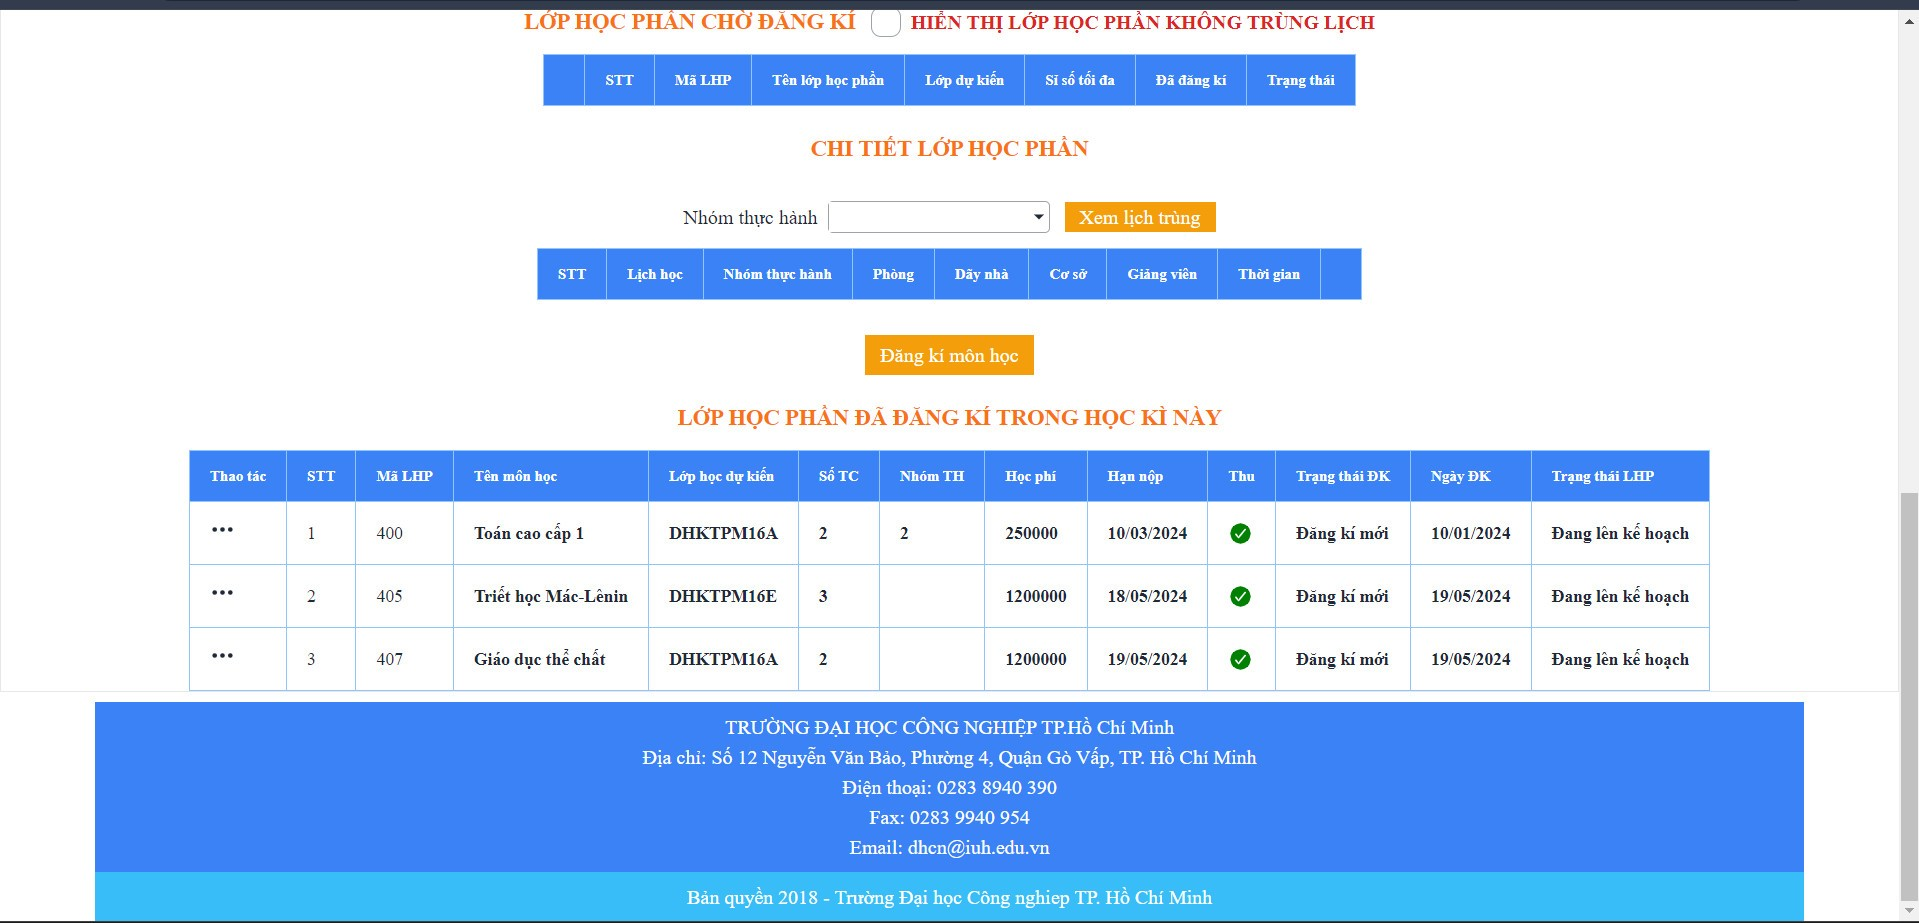 LỚP HỌC PHẦN CHỜ ĐĂNG KÍ HIỂN THỊ LỚP HỌC PHẦN KHÔNG TRÙNG LỊCH
STT Mã LHP Tên lớp học phần Lớp dự kiến Sỉ số tối đa Đã đăng kí Trạng thái
CHI TIẾT LỚP HỌC PHẦN
Nhóm thực hành Xem lịch trùng
STT Lịch học Nhóm thực hành Phòng Dãy nhà Cơ sở Giảng viên Thời gian
Đăng kí môn học
LỚP HỌC PHẦN ĐÃ ĐĂNG KÍ TRONG HỌC KÌ NÀY
Thao tác STT Mã LHP Tên môn học Lớp học dự kiến Số TC Nhóm TH Học phí Hạn nộp Thu Trạng thái ĐK Ngày ĐK Trạng thái LHP
••• 1 400 Toán cao cấp 1 DHKTPM16A 2 2 250000 10/03/2024 Đăng kí mới 10/01/2024 Đang lên kế hoạch
••• 2 405 Triết học Mác-Lênin DHKTPM16E 3 1200000 18/05/2024 Đăng kí mới 19/05/2024 Đang lên kế hoạch
••• 3 407 Giáo dục thể chất DHKTPM16A 2 1200000 19/05/2024 Đăng kí mới 19/05/2024 Đang lên kế hoạch
TRƯỜNG ĐẠI HỌC CÔNG NGHIỆP TP.Hồ Chí Minh
Địa chỉ: Số 12 Nguyễn Văn Bảo, Phường 4, Quận Gò Vấp, TP. Hồ Chí Minh
Điện thoại: 0283 8940 390
Fax: 0283 9940 954
Email: dhcn@iuh.edu.vn
Bản quyền 2018 - Trường Đại học Công nghiep TP. Hồ Chí Minh